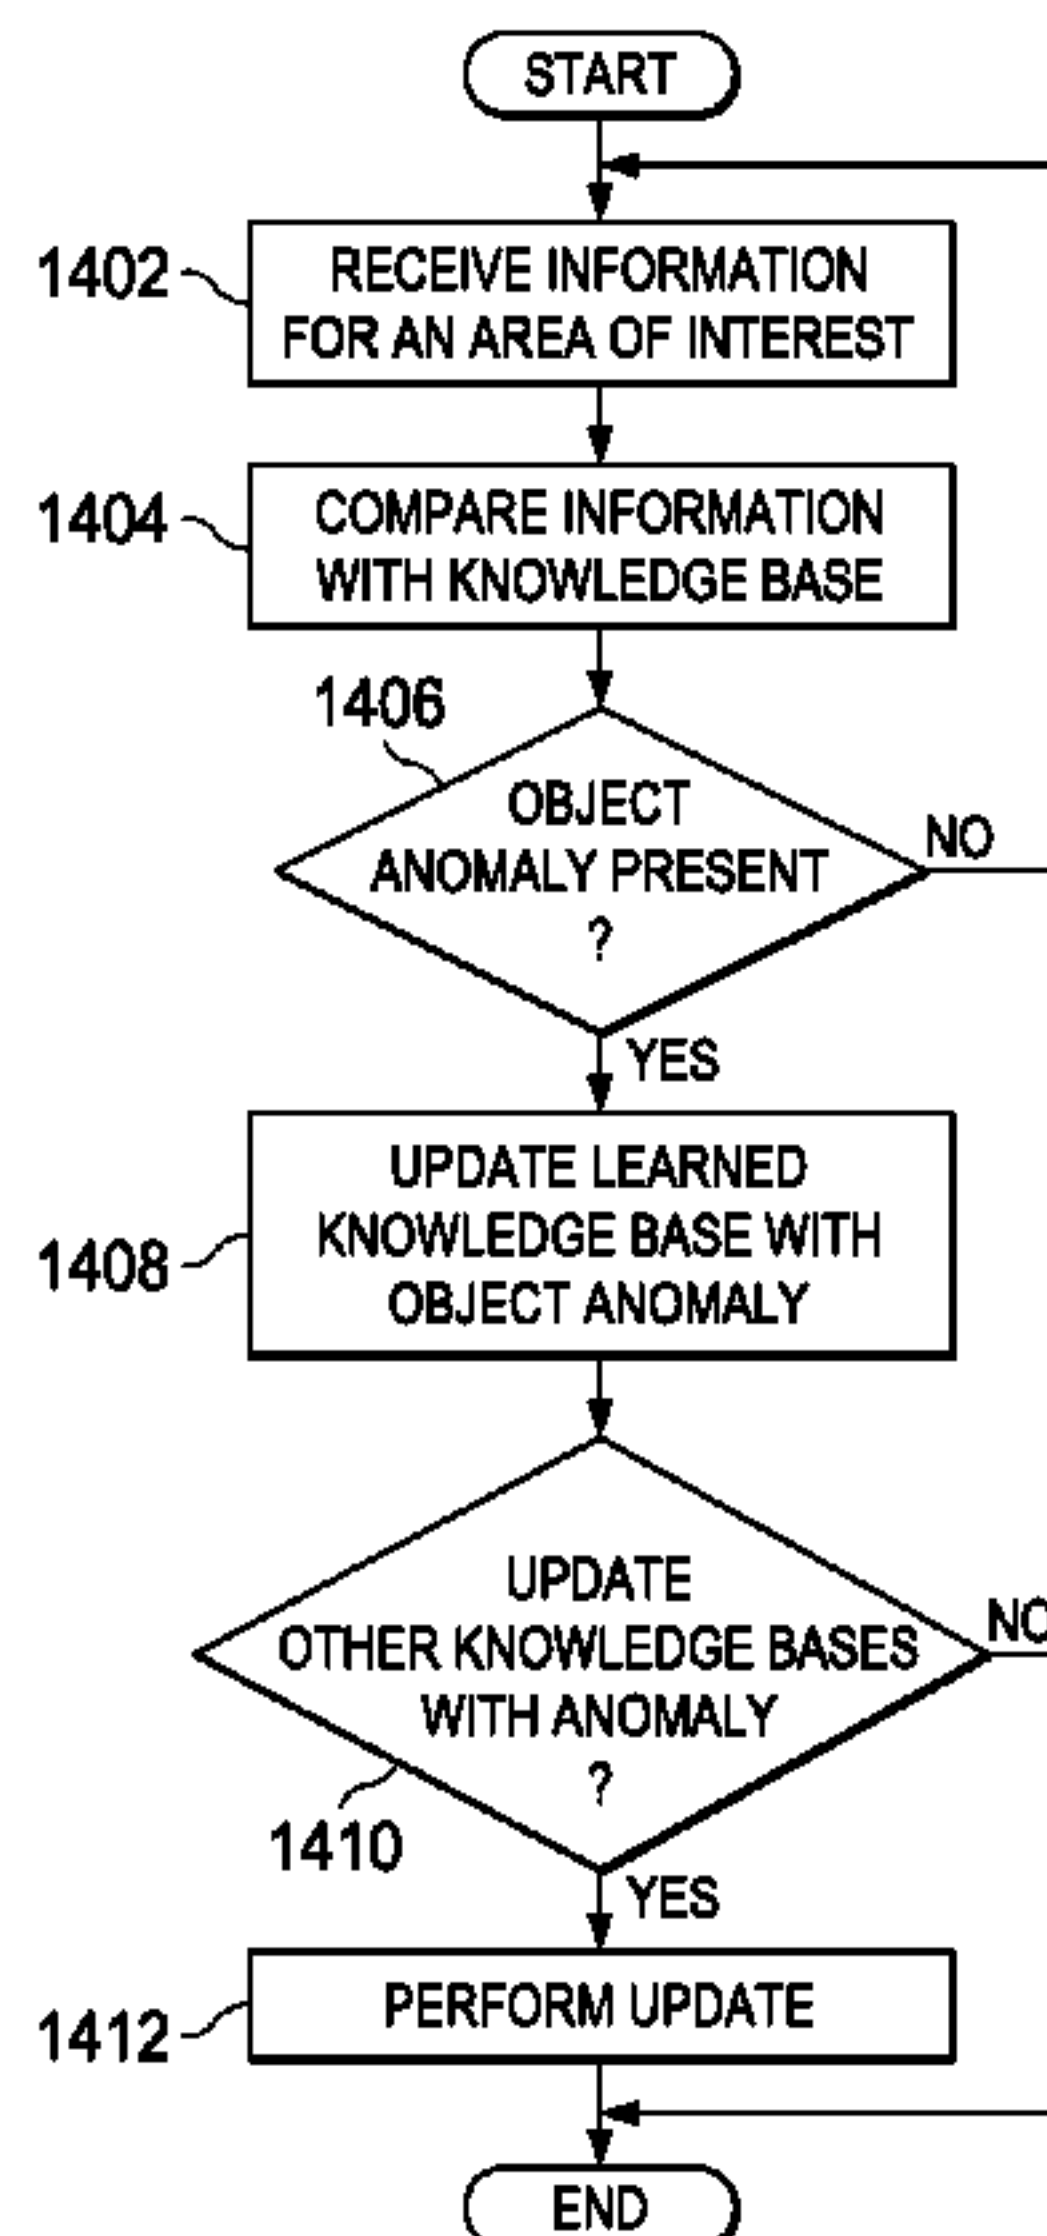 START
1402
RECEIVE INFORMATION
FOR AN AREA OF INTEREST
1404
COMPARE INFORMATION
WITH KNOWLEDGE BASE
1406
OBJECT
ANOMALY PRESENT
?
NO
YES
1408
UPDATE LEARNED
KNOWLEDGE BASE WITH
OBJECT ANOMALY
UPDATE
OTHER KNOWLEDGE BASES
WITH ANOMALY
?
NO
1410
YES
1412
PERFORM UPDATE
END